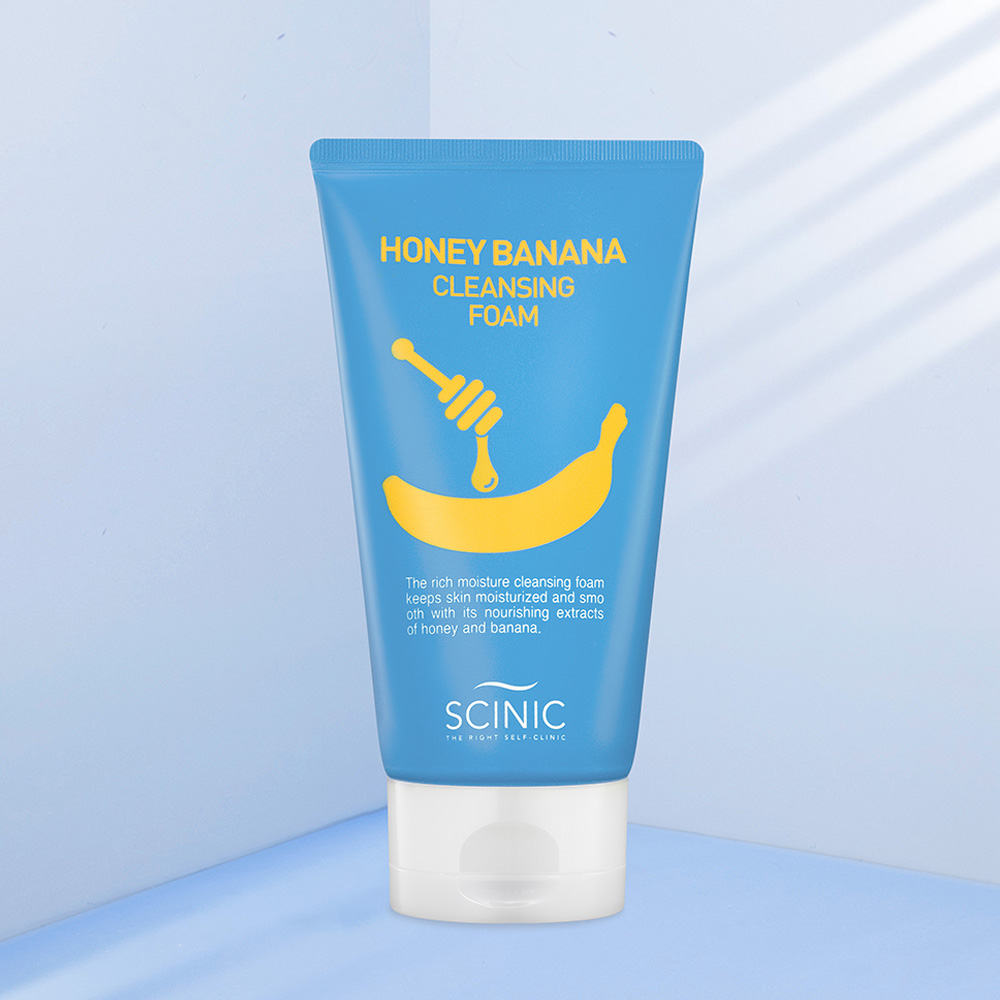 HONEY BANANA
CLEANSING
FOAM
The rich moisture cleansing foam
keeps skin moisturized and smo
oth with its nourishing extracts
of honey and banana.
SCINIC
THE RIGHT SELF-CLINIC